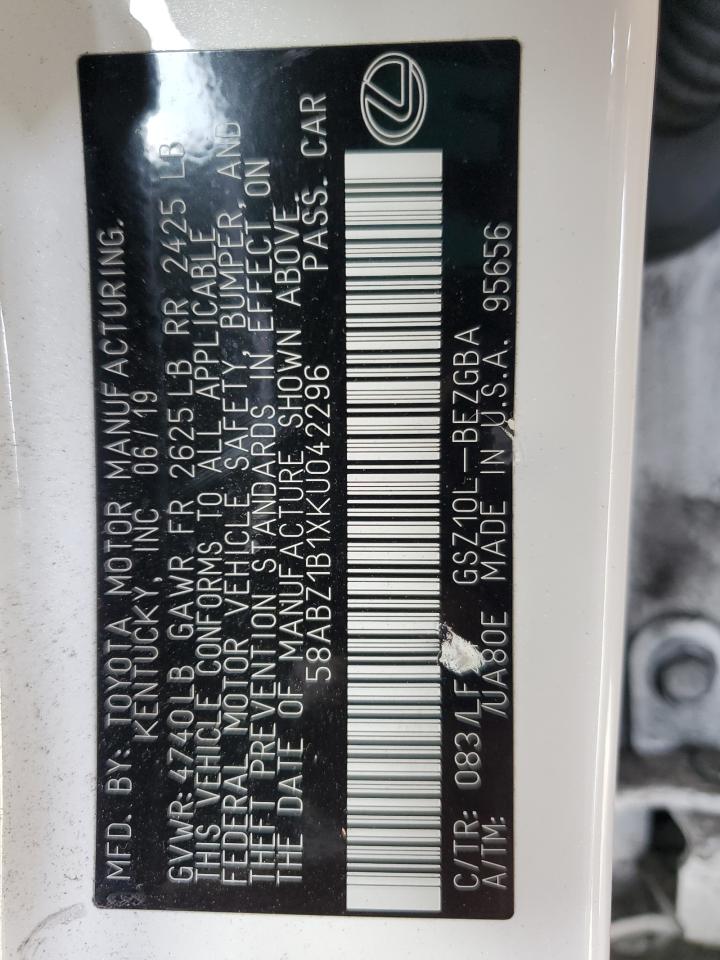 MFD. BY: TOYOTA MOTOR MANUFACTURING.
KENTUCKY, INC 06/19
GVWR: 4740LB GAWR FR 2625LB RR 2425 LB
THIS VEHICLE CONFORMS TO ALL APPLICABLE
FEDERAL MOTOR VEHICLE SAFETY, BUMPER, AND
THEFT PREVENTION STANDARDS IN EFFECT ON
THE DATE OF MANUFACTURE SHOWN ABOVE.
58ABZ1B1XKU042296 PASS. CAR
C/TR: 083/LF GSZ10L-BEZGBA
A/TM: /UA80E MADE IN U.S.A. 95656